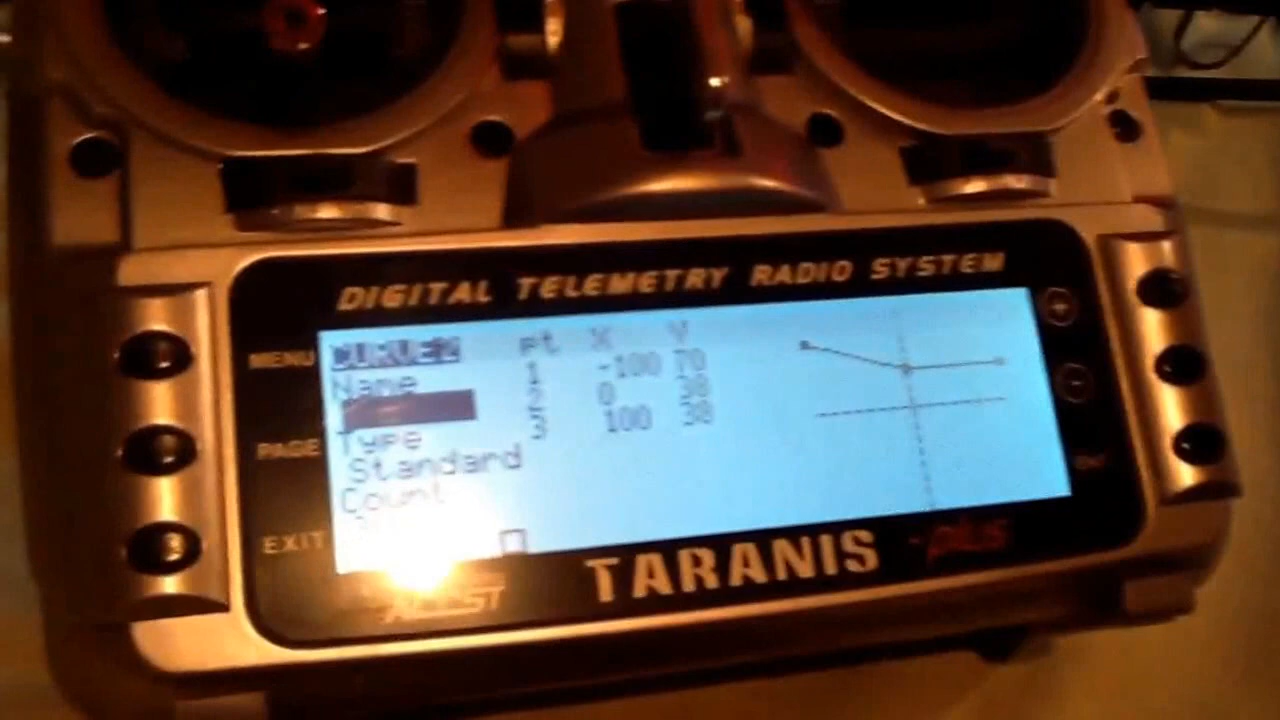 DIGITAL TELEMETRY RADIO SYSTEM
MENU
PAGE
EXIT
pt X Y
1 -100 70
2 0 38
3 100 38
Name
Type
Standard
Count
TARANIS -plus